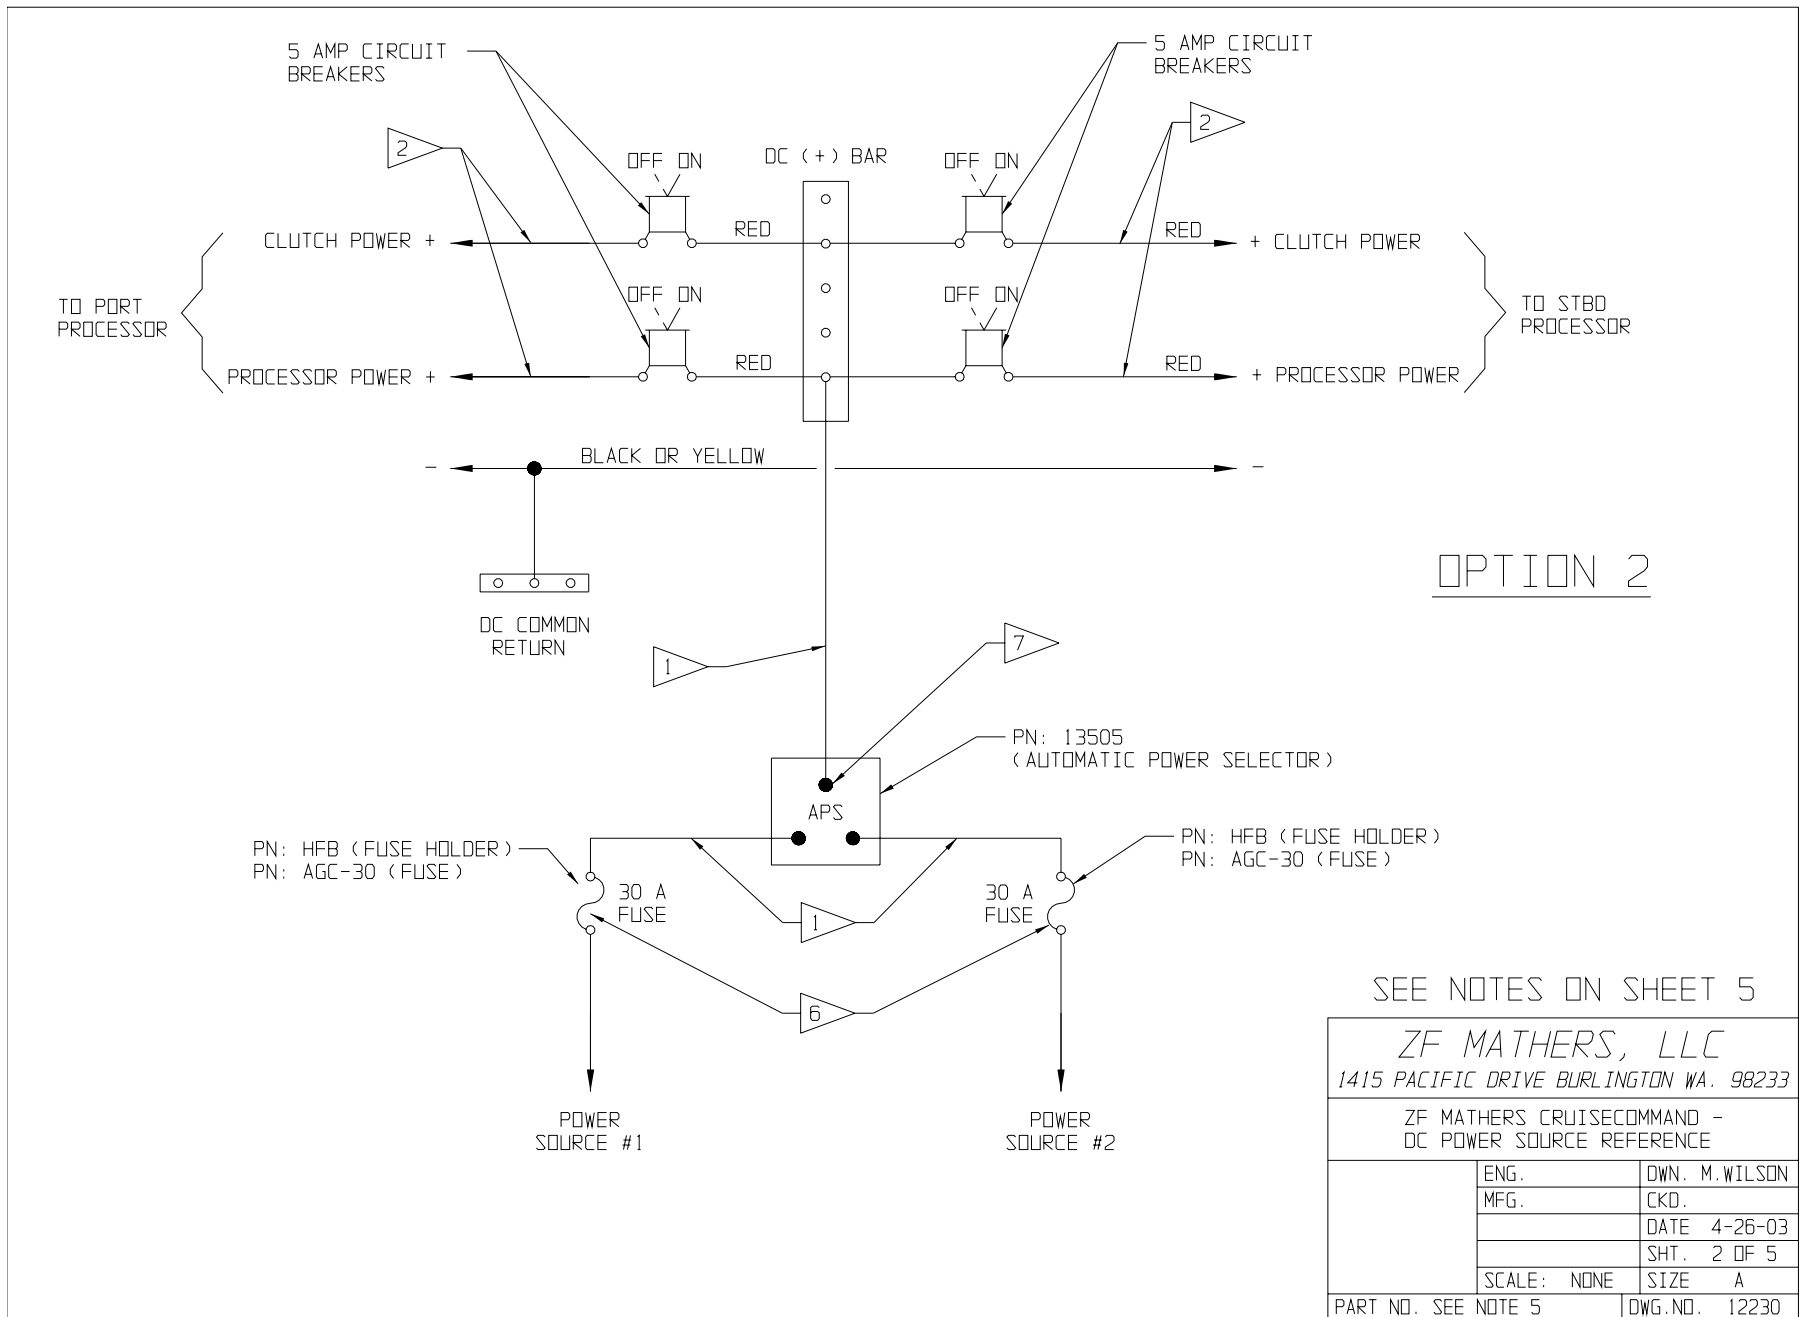 5 AMP CIRCUIT
BREAKERS
5 AMP CIRCUIT
BREAKERS
2
2
OFF ON
DC (+) BAR
OFF ON
CLUTCH POWER +
RED
RED
+ CLUTCH POWER
TO PORT
PROCESSOR
OFF ON
OFF ON
TO STBD
PROCESSOR
PROCESSOR POWER +
RED
RED
+ PROCESSOR POWER
-
BLACK OR YELLOW
-
OPTION 2
DC COMMON
RETURN
1
7
PN: 13505
(AUTOMATIC POWER SELECTOR)
APS
PN: HFB (FUSE HOLDER)
PN: AGC-30 (FUSE)
PN: HFB (FUSE HOLDER)
PN: AGC-30 (FUSE)
30 A
FUSE
30 A
FUSE
1
6
POWER
SOURCE #1
POWER
SOURCE #2
SEE NOTES ON SHEET 5
ZF MATHERS, LLC
1415 PACIFIC DRIVE BURLINGTON WA. 98233
ZF MATHERS CRUISECOMMAND -
DC POWER SOURCE REFERENCE
ENG.
DWN. M.WILSON
MFG.
CKD.
DATE 4-26-03
SHT. 2 OF 5
SCALE: NONE
SIZE A
PART NO. SEE NOTE 5
DWG.NO. 12230